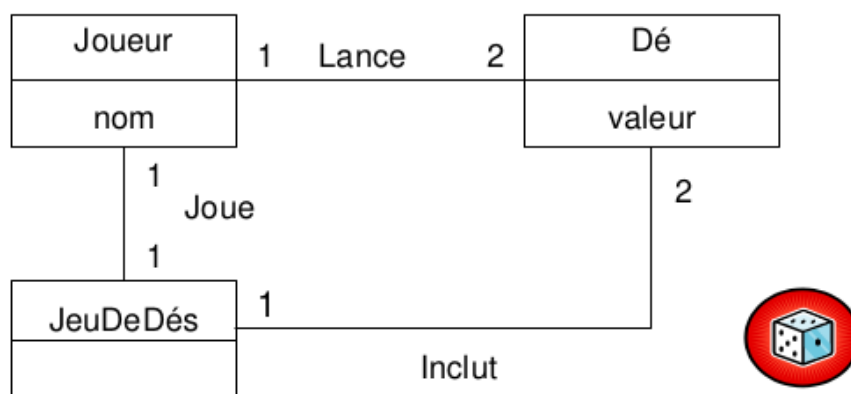 Joueur
1 Lance 2
Dé
nom
valeur
1
Joue
1
2
JeuDeDés
1
Inclut